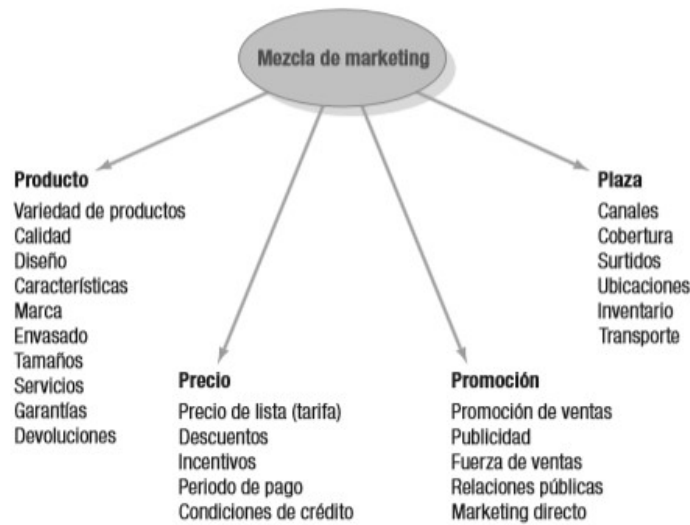 Mezcla de marketing
Producto
Variedad de productos
Calidad
Diseño
Características
Marca
Envasado
Tamaños
Servicios
Garantías
Devoluciones
Precio
Precio de lista (tarifa)
Descuentos
Incentivos
Periodo de pago
Condiciones de crédito
Promoción
Promoción de ventas
Publicidad
Fuerza de ventas
Relaciones públicas
Marketing directo
Plaza
Canales
Cobertura
Surtidos
Ubicaciones
Inventario
Transporte